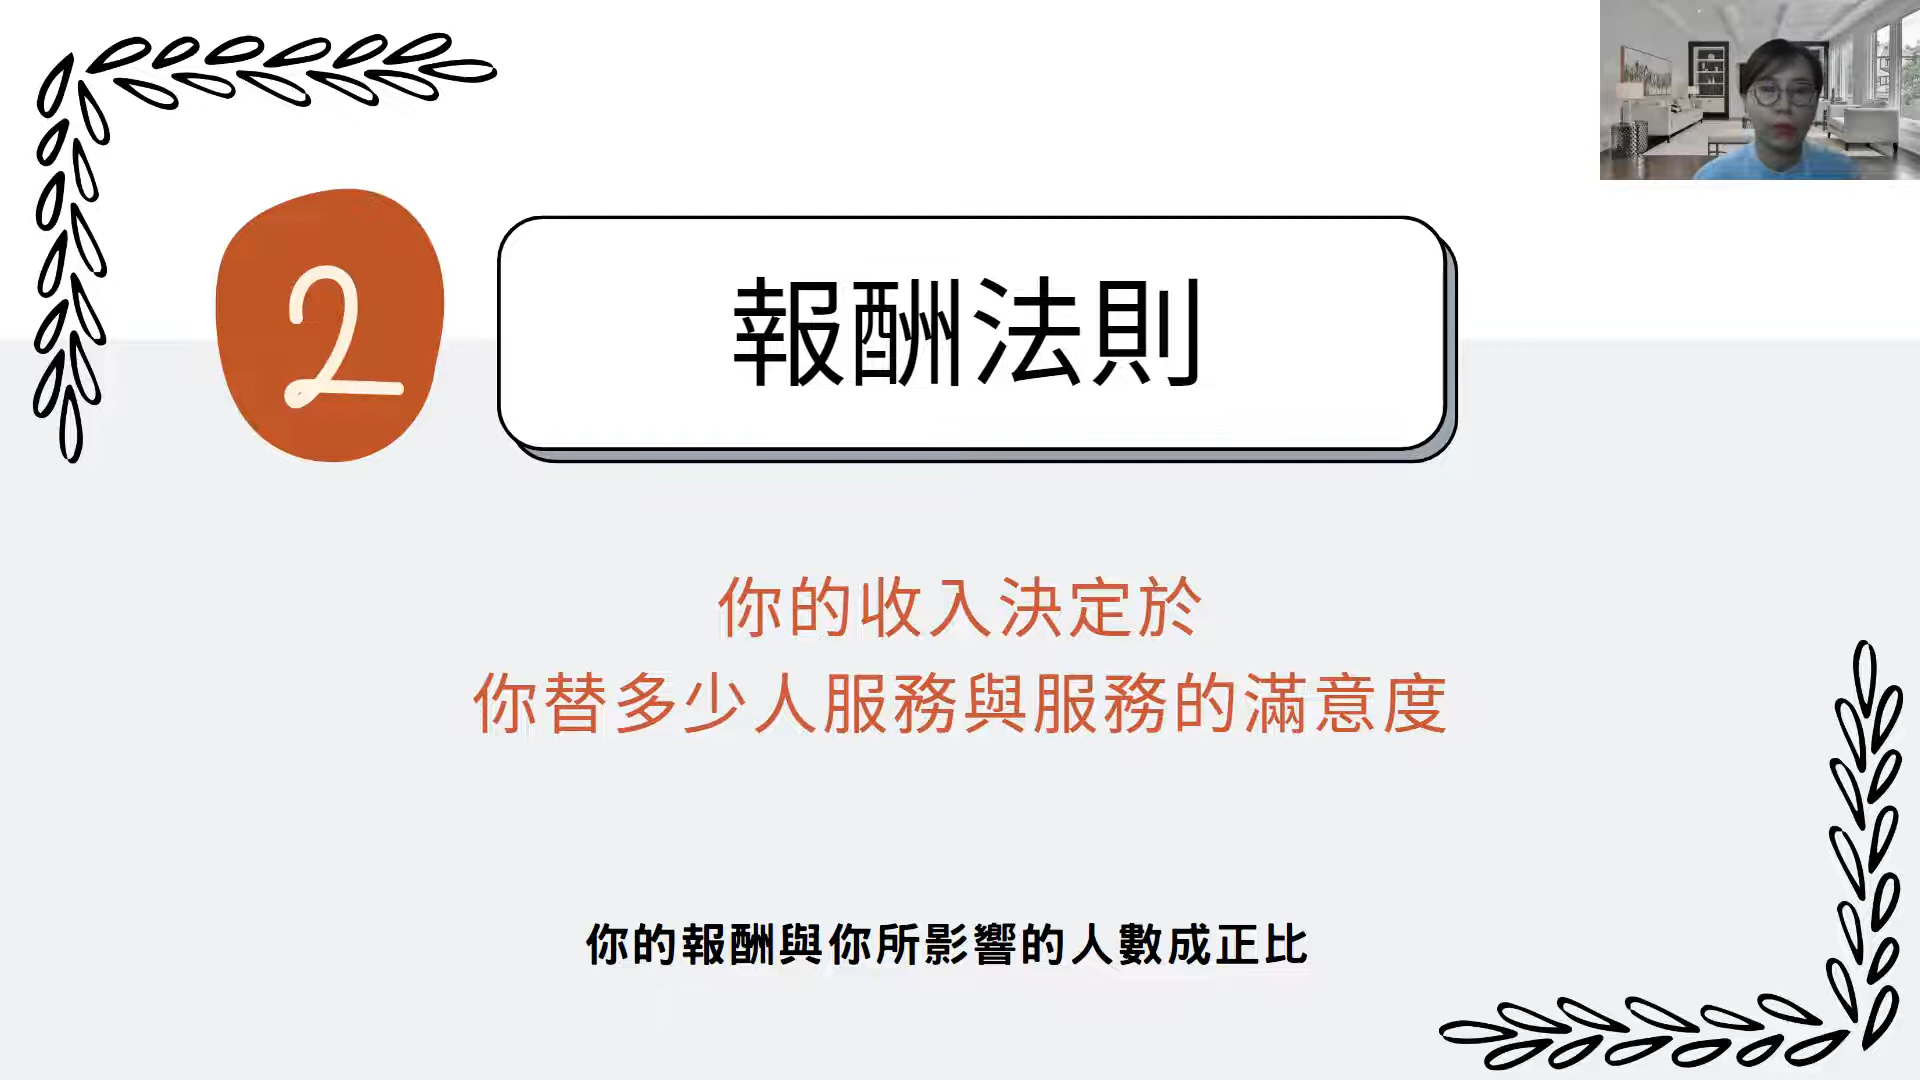 2
報酬法則
你的收入決定於
你替多少人服務與服務的滿意度
你的報酬與你所影響的人數成正比